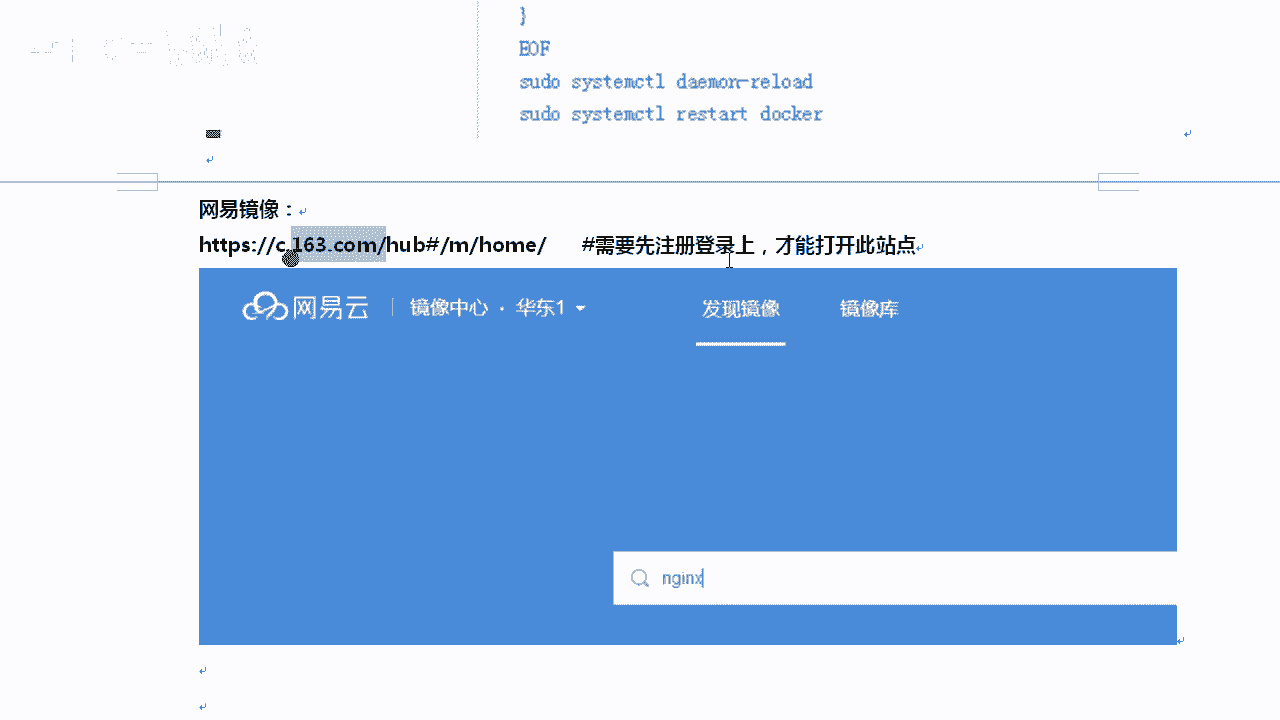 }
EOF
sudo systemctl daemon-reload
sudo systemctl restart docker
网易镜像：
https://c.163.com/hub#/m/home/ #需要先注册登录上，才能打开此站点
网易云 | 镜像中心 · 华东1 发现镜像 镜像库
nginx